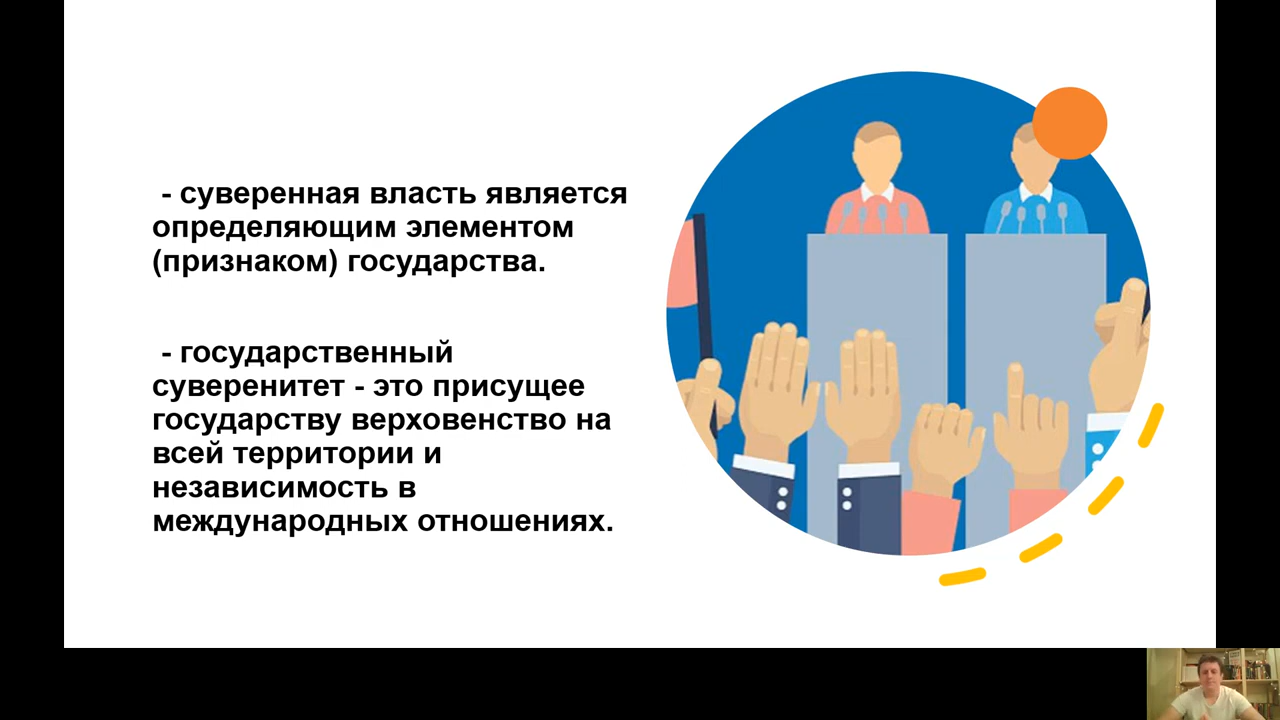 - суверенная власть является
определяющим элементом
(признаком) государства.
- государственный
суверенитет - это присущее
государству верховенство на
всей территории и
независимость в
международных отношениях.